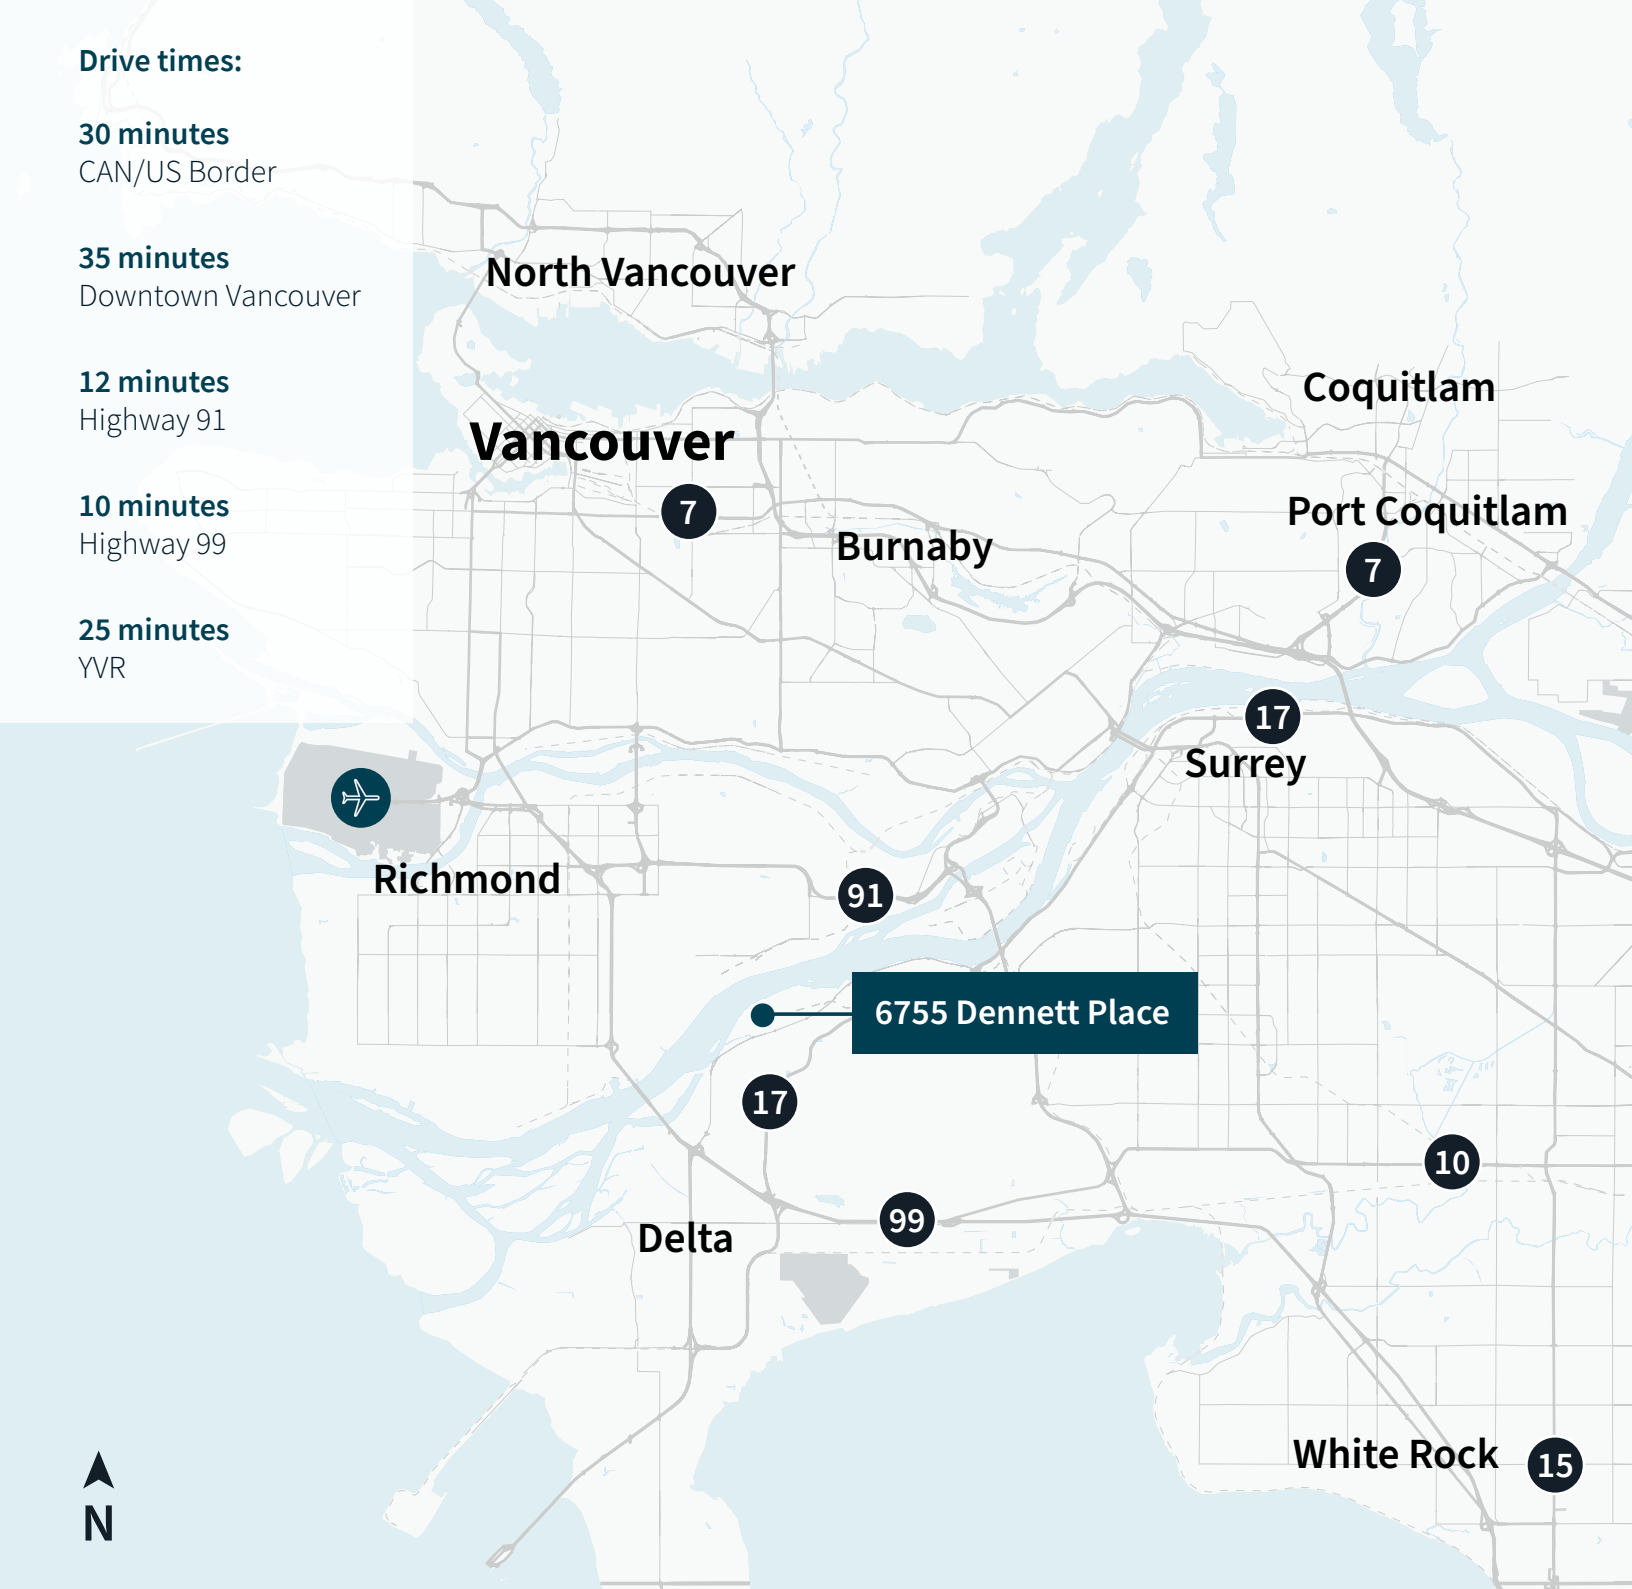 Drive times:
30 minutes
CAN/US Border
35 minutes
Downtown Vancouver
12 minutes
Highway 91
10 minutes
Highway 99
25 minutes
YVR
North Vancouver
Coquitlam
Vancouver
7
Port Coquitlam
Burnaby
7
17
Surrey
Richmond
91
6755 Dennett Place
17
10
99
Delta
White Rock
15
N